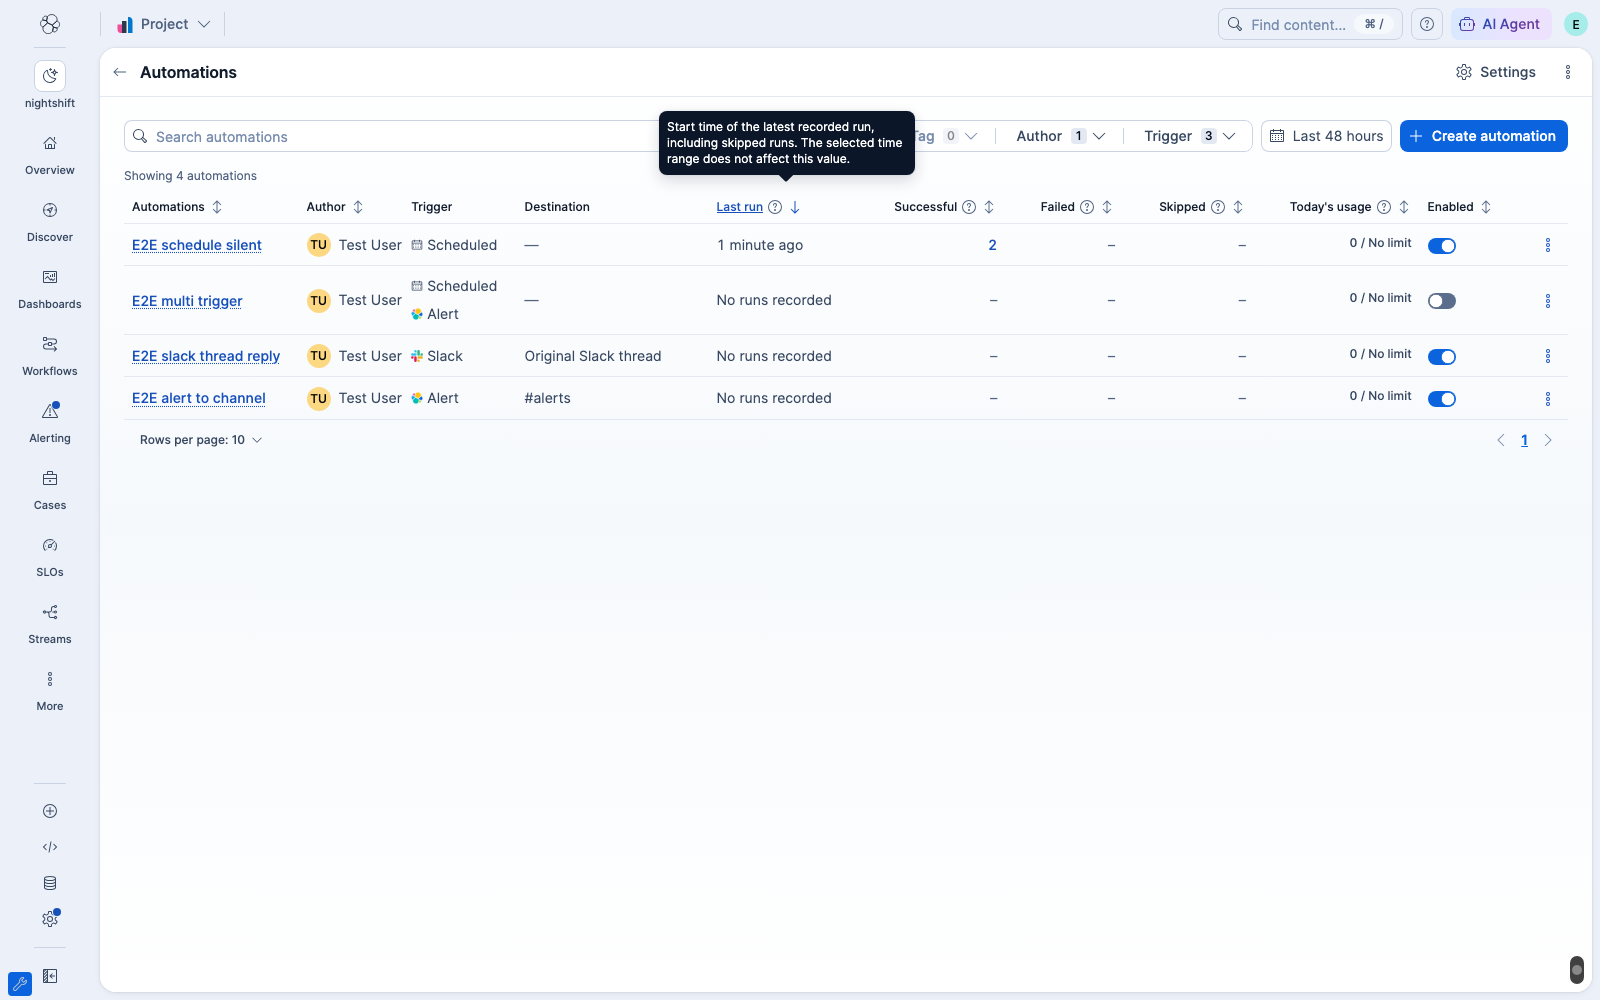 Project
Find content... ⌘ /
AI Agent
E
nightshift
Overview
Discover
Dashboards
Workflows
Alerting
Cases
SLOs
Streams
More
Automations
Settings
Search automations
Tag 0
Author 1
Trigger 3
Last 48 hours
Create automation
Start time of the latest recorded run,
including skipped runs. The selected time
range does not affect this value.
Showing 4 automations
Automations Author Trigger Destination Last run Successful Failed Skipped Today's usage Enabled
E2E schedule silent TU Test User Scheduled — 1 minute ago 2 – – 0 / No limit
E2E multi trigger TU Test User Scheduled Alert — No runs recorded – – – 0 / No limit
E2E slack thread reply TU Test User Slack Original Slack thread No runs recorded – – – 0 / No limit
E2E alert to channel TU Test User Alert #alerts No runs recorded – – – 0 / No limit
Rows per page: 10
1